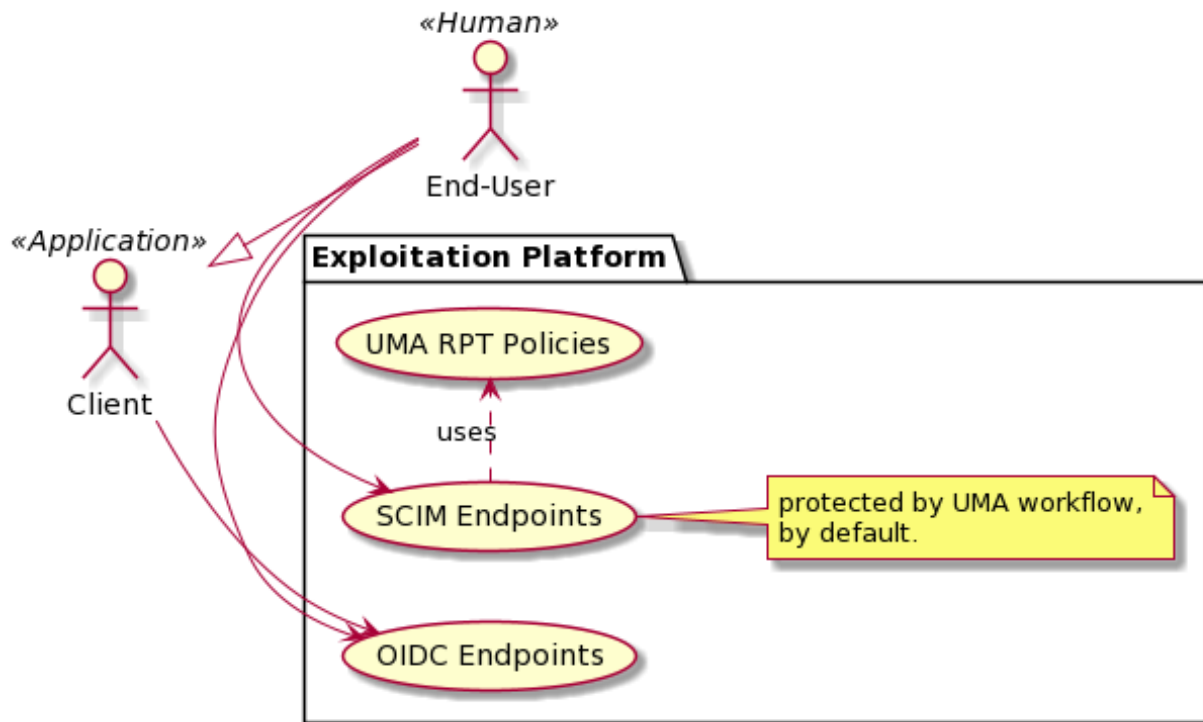 «Human»
End-User
«Application»
Client
Exploitation Platform
UMA RPT Policies
uses
SCIM Endpoints
protected by UMA workflow,
by default.
OIDC Endpoints